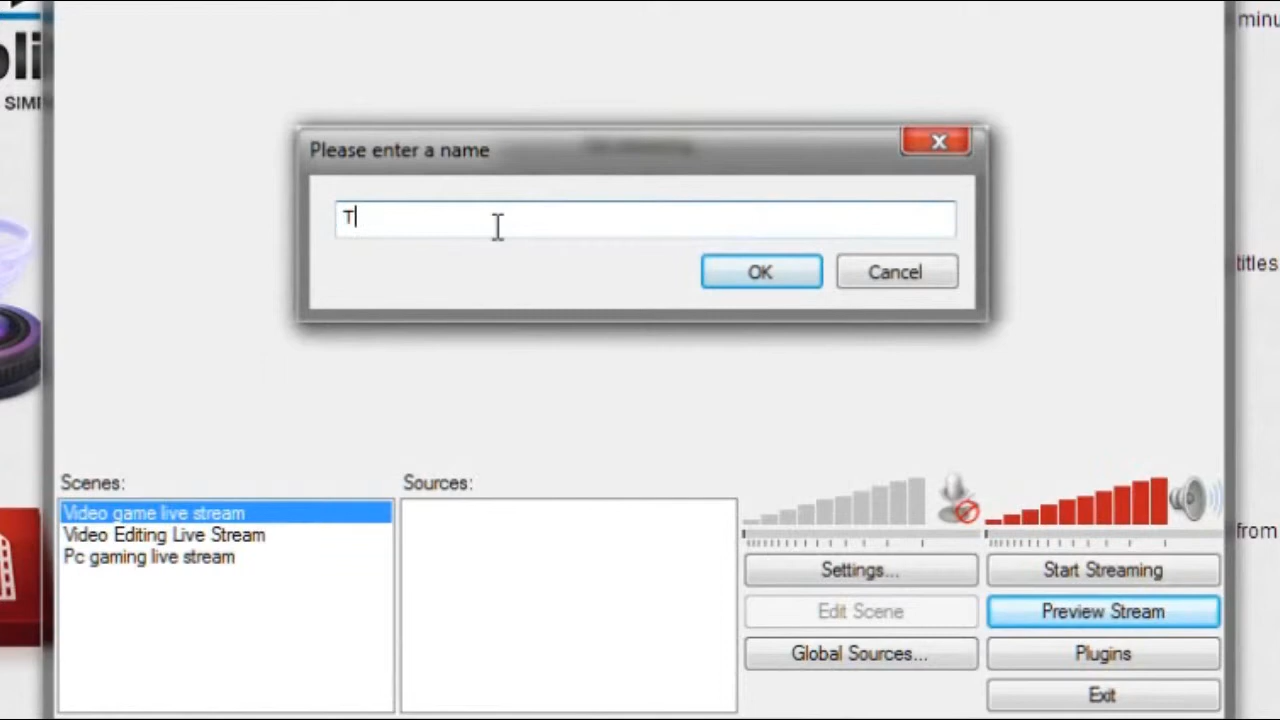 minu
SIMP
Please enter a name
T
OK
Cancel
titles
Scenes:
Sources:
Video game live stream
Video Editing Live Stream
Pc gaming live stream
from
Settings...
Start Streaming
Edit Scene
Preview Stream
Global Sources...
Plugins
Exit